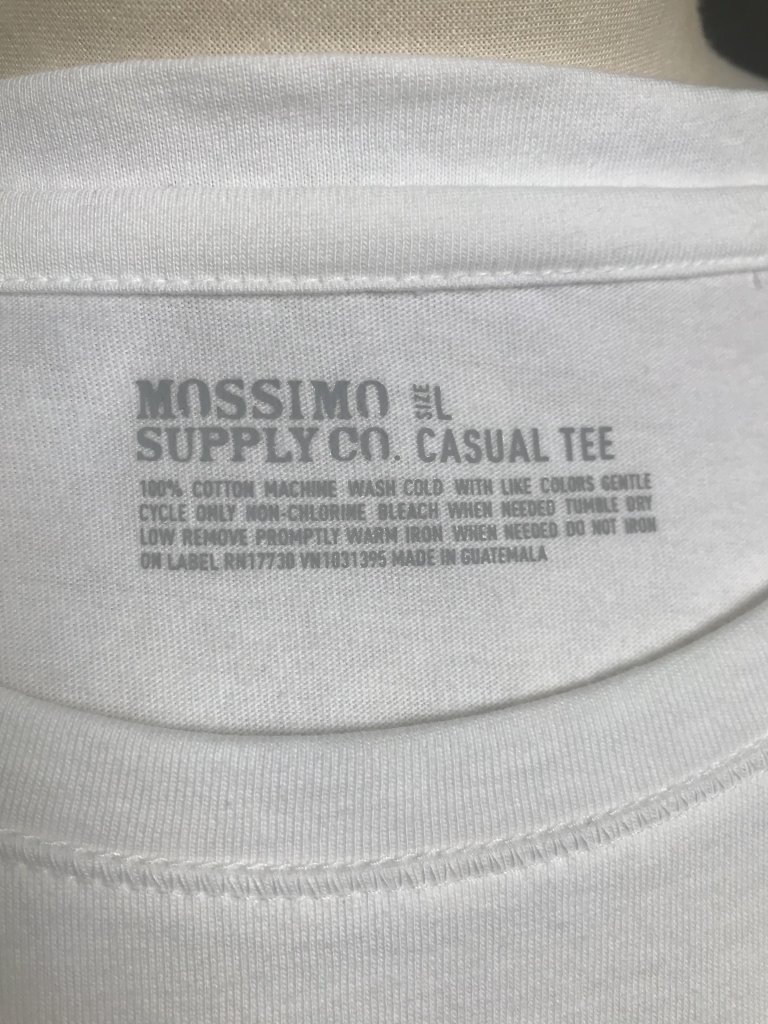 MOSSIMO SIZE L
SUPPLY CO. CASUAL TEE
100% COTTON MACHINE WASH COLD WITH LIKE COLORS GENTLE
CYCLE ONLY NON-CHLORINE BLEACH WHEN NEEDED TUMBLE DRY
LOW REMOVE PROMPTLY WARM IRON WHEN NEEDED DO NOT IRON
ON LABEL RN17730 VN1831395 MADE IN GUATEMALA